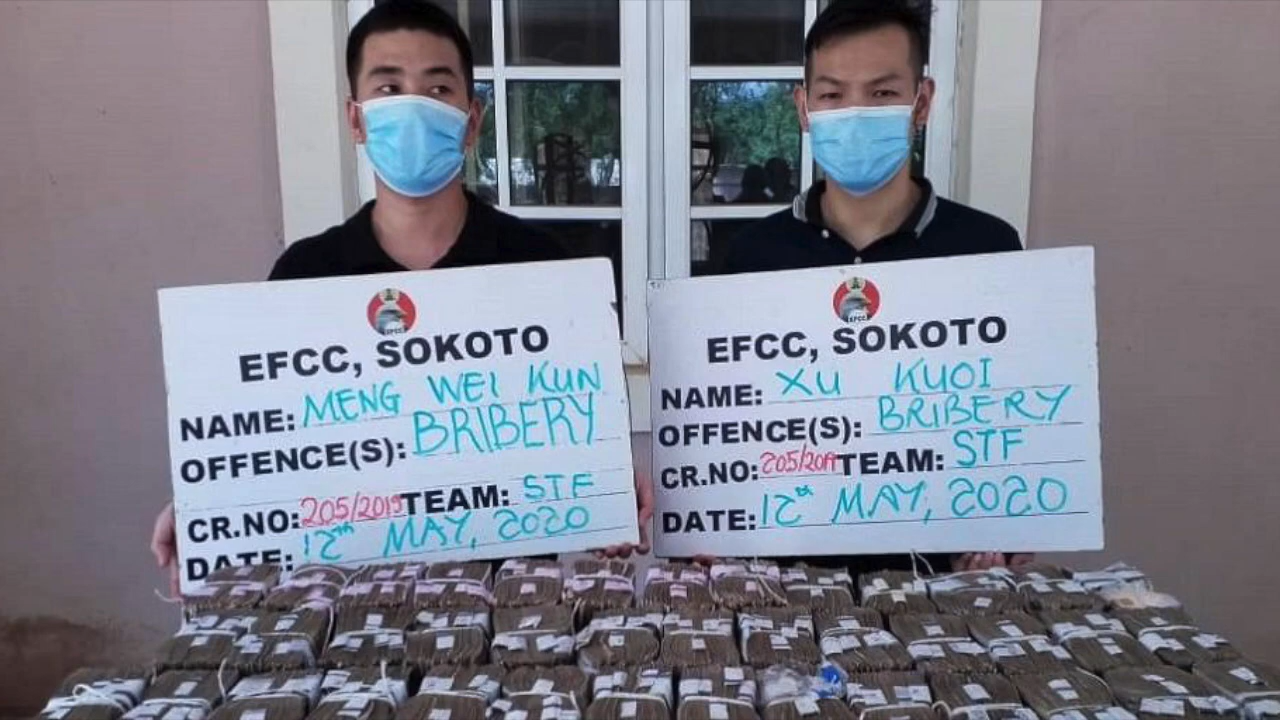 EFCC
EFCC, SOKOTO
NAME: MENG WEI KUN
OFFENCE(S): BRIBERY
CR.NO: 205/2019 TEAM: STF
DATE: 12th MAY, 2020
EFCC
EFCC, SOKOTO
NAME: XU KUOI
OFFENCE(S): BRIBERY
CR.NO: 205/2019 TEAM: STF
DATE: 12th MAY, 2020